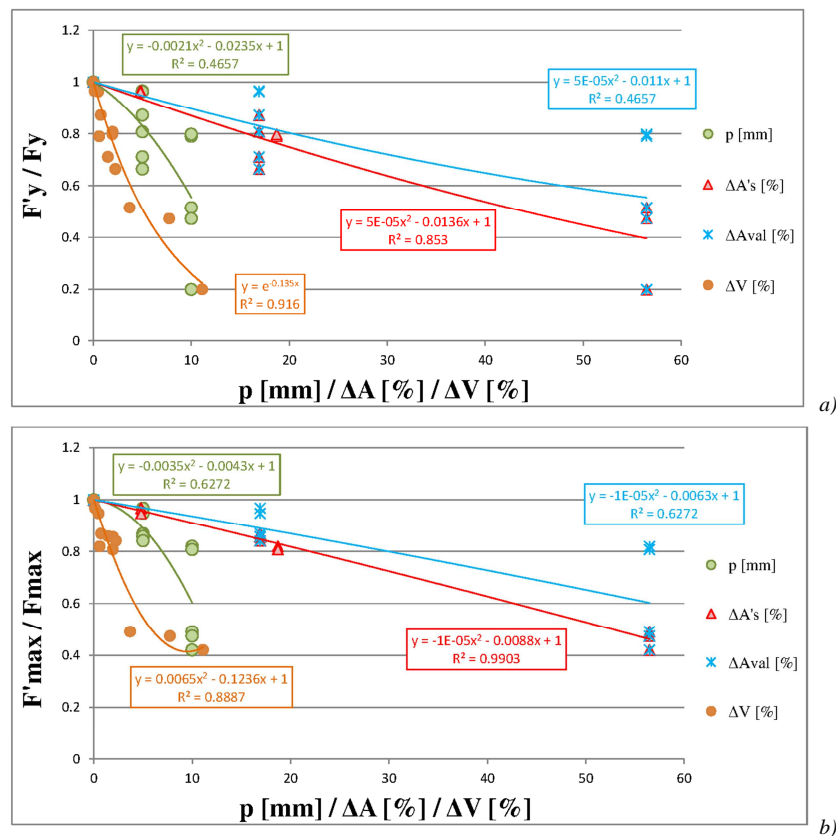 1.2
y = -0.0021x² - 0.0235x + 1
R² = 0.4657
y = 5E-05x² - 0.011x + 1
R² = 0.4657
1
0.8
p [mm]
F'y / Fy
ΔA's [%]
0.6
y = 5E-05x² - 0.0136x + 1
R² = 0.853
ΔAval [%]
0.4
y = e^-0.135x
R² = 0.916
ΔV [%]
0.2
0
0 10 20 30 40 50 60
p [mm] / ΔA [%] / ΔV [%]
a)
1.2
y = -0.0035x² - 0.0043x + 1
R² = 0.6272
y = -1E-05x² - 0.0063x + 1
R² = 0.6272
1
0.8
p [mm]
F'max / Fmax
ΔA's [%]
0.6
0.4
y = -1E-05x² - 0.0088x + 1
R² = 0.9903
ΔAval [%]
y = 0.0065x² - 0.1236x + 1
R² = 0.8887
ΔV [%]
0.2
0
0 10 20 30 40 50 60
p [mm] / ΔA [%] / ΔV [%]
b)